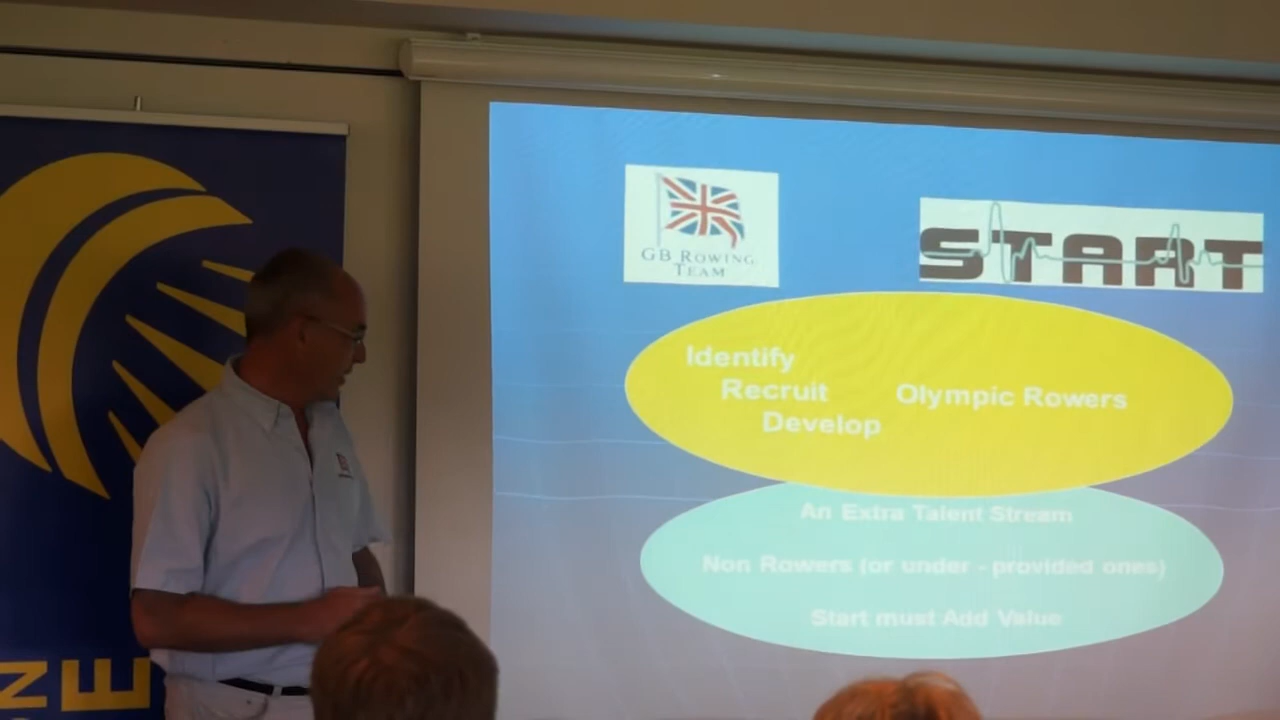 GB ROWING
TEAM
START
Identify
Recruit
Develop
Olympic Rowers
An Extra Talent Stream
Non Rowers (or under - provided ones)
Start must Add Value
N
E